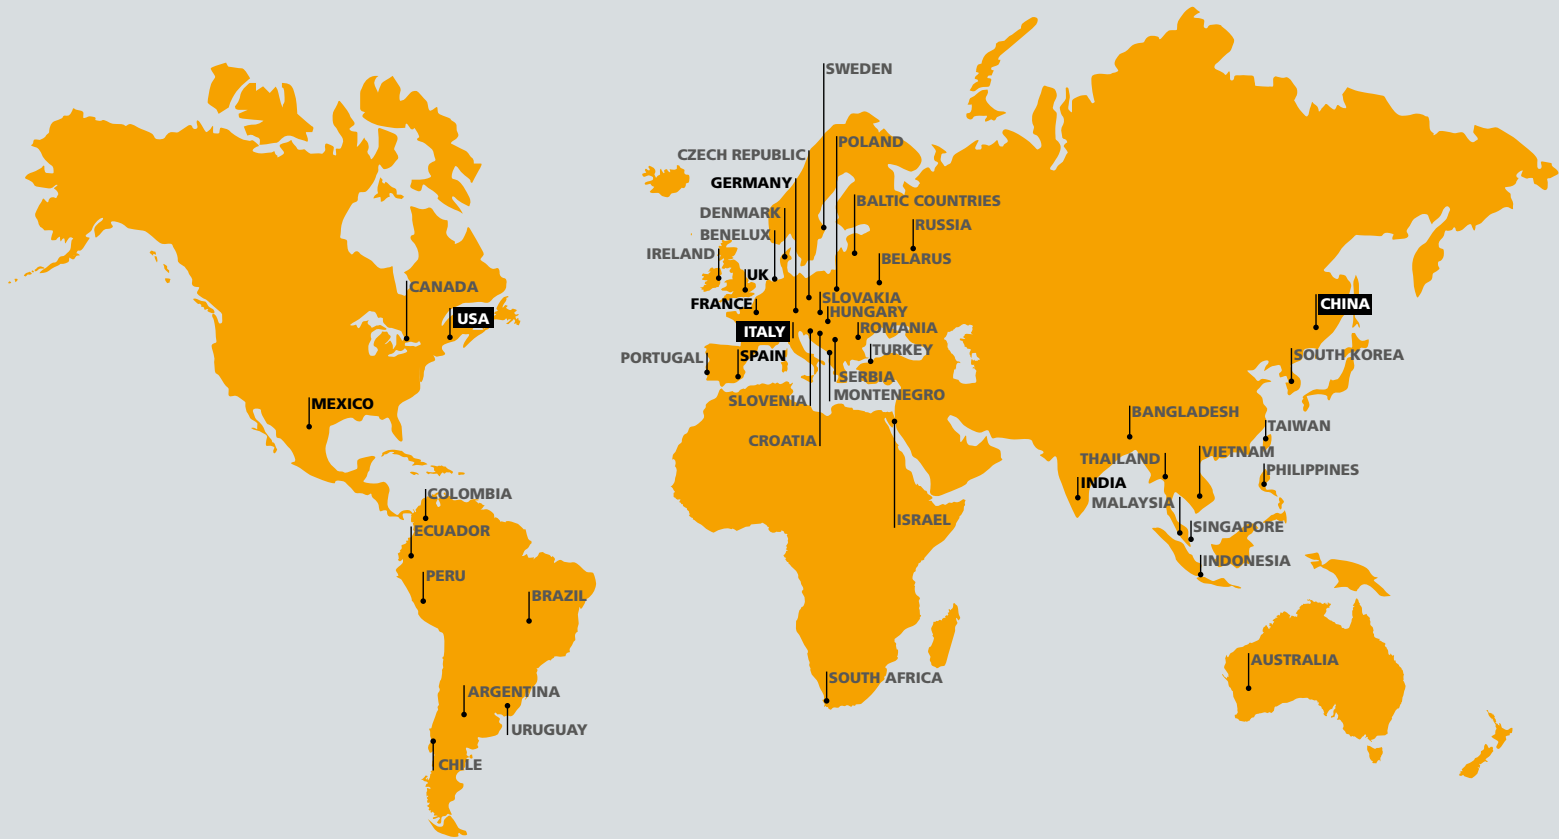 SWEDEN
POLAND
CZECH REPUBLIC
GERMANY
BALTIC COUNTRIES
DENMARK
RUSSIA
BENELUX
IRELAND
BELARUS
UK
CANADA
SLOVAKIA
FRANCE
CHINA
HUNGARY
USA
ROMANIA
ITALY
TURKEY
SOUTH KOREA
PORTUGAL
SPAIN
SERBIA
MONTENEGRO
SLOVENIA
MEXICO
BANGLADESH
TAIWAN
CROATIA
VIETNAM
THAILAND
PHILIPPINES
INDIA
COLOMBIA
MALAYSIA
ISRAEL
SINGAPORE
ECUADOR
INDONESIA
PERU
BRAZIL
AUSTRALIA
SOUTH AFRICA
ARGENTINA
URUGUAY
CHILE